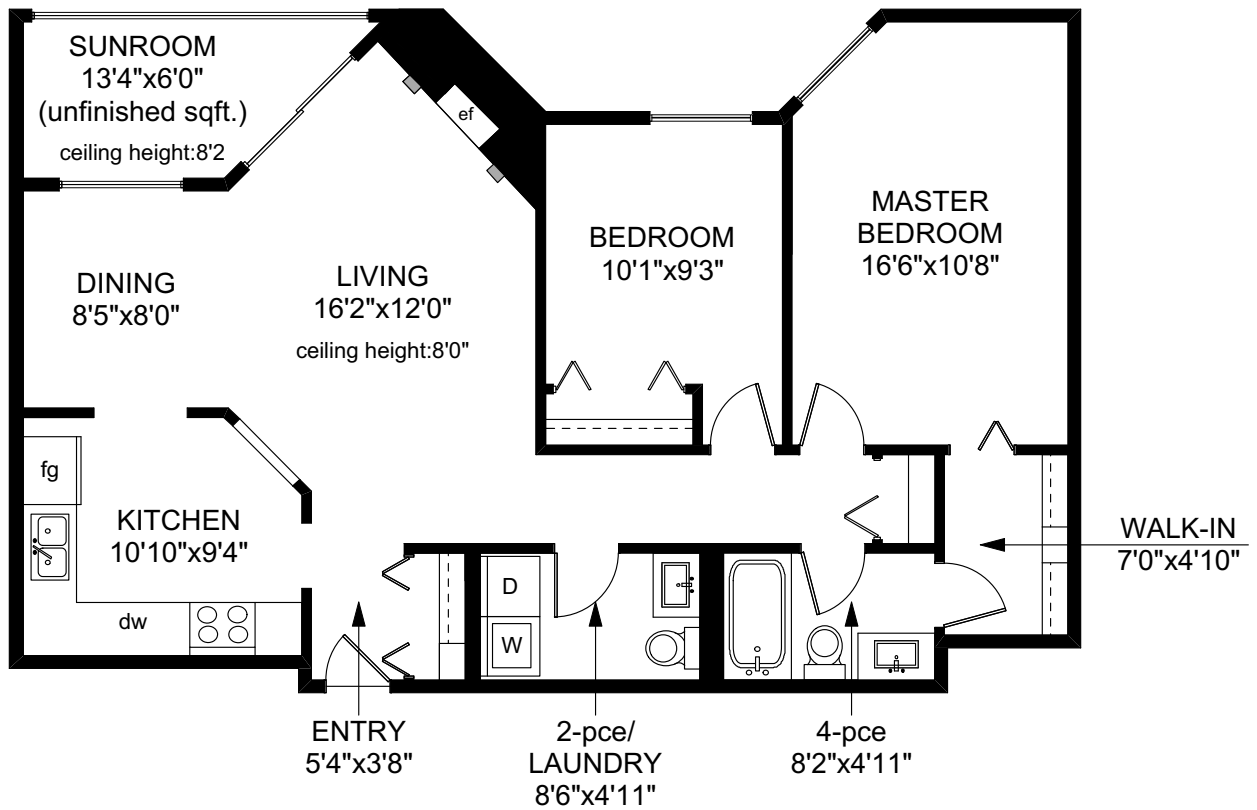 SUNROOM
13'4"x6'0"
(unfinished sqft.)
ceiling height:8'2
ef
MASTER
BEDROOM
16'6"x10'8"
BEDROOM
10'1"x9'3"
LIVING
16'2"x12'0"
ceiling height:8'0"
DINING
8'5"x8'0"
fg
KITCHEN
10'10"x9'4"
dw
D
W
WALK-IN
7'0"x4'10"
ENTRY
5'4"x3'8"
2-pce/
LAUNDRY
8'6"x4'11"
4-pce
8'2"x4'11"